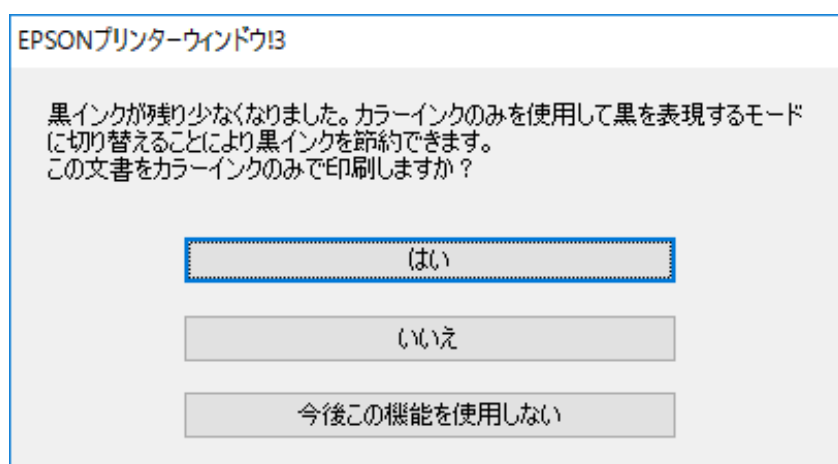 EPSONプリンターウィンドウ!3
黒インクが残り少なくなりました。カラーインクのみを使用して黒を表現するモード
に切り替えることにより黒インクを節約できます。
この文書をカラーインクのみで印刷しますか？
はい
いいえ
今後この機能を使用しない